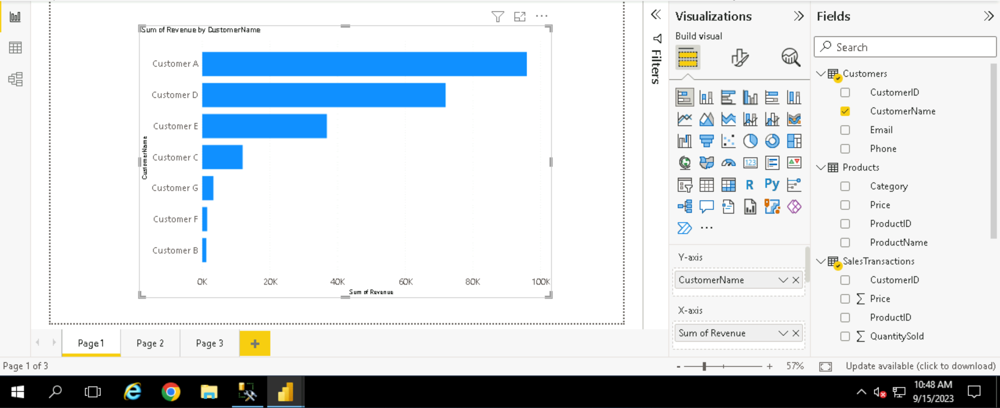 Sum of Revenue by CustomerName
Customer A
Customer D
Customer E
Customer C
Customer G
Customer F
Customer B
CustomerName
0K 20K 40K 60K 80K 100K
Sum of Revenue
Filters
Visualizations
Build visual
123
R
Py
Y-axis
CustomerName
X-axis
Sum of Revenue
Fields
Search
Customers
CustomerID
CustomerName
Email
Phone
Products
Category
Price
ProductID
ProductName
SalesTransactions
CustomerID
Σ Price
ProductID
Σ QuantitySold
Page1 Page 2 Page 3 +
Page 1 of 3
- + 57%
Update available (click to download)
10:48 AM
9/15/2023